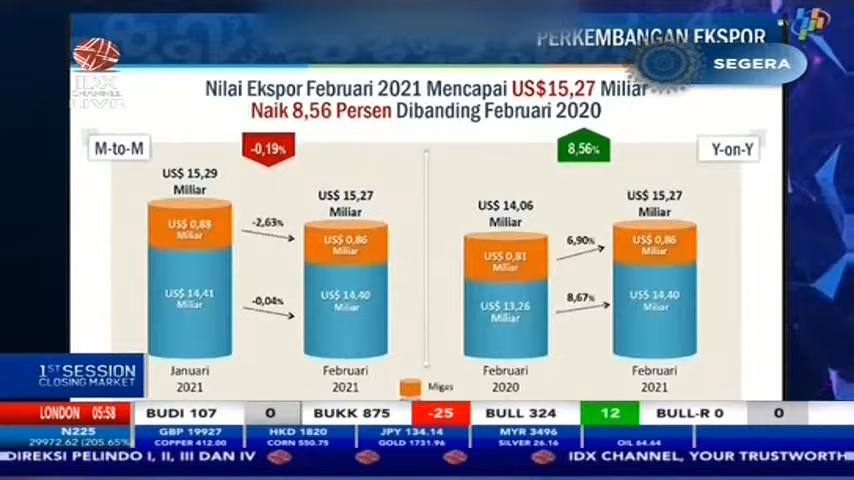 PERKEMBANGAN EKSPOR
SEGERA
IDX
CHANNEL
LIVE
Nilai Ekspor Februari 2021 Mencapai US$15,27 Miliar
Naik 8,56 Persen Dibanding Februari 2020
M-to-M
-0,19%
8,56%
Y-on-Y
US$ 15,29
Miliar
US$ 0,88
Miliar
US$ 14,41
Miliar
Januari
2021
-2,63%
-0,04%
US$ 15,27
Miliar
US$ 0,86
Miliar
US$ 14,40
Miliar
Februari
2021
US$ 14,06
Miliar
US$ 0,81
Miliar
US$ 13,26
Miliar
Februari
2020
6,90%
8,67%
US$ 15,27
Miliar
US$ 0,86
Miliar
US$ 14,40
Miliar
Februari
2021
Migas
1ST SESSION
CLOSING MARKET
LONDON 05:58 BUDI 107 0 BUKK 875 -25 BULL 324 12 BULL-R 0 0
N225 GBP 19927 HKD 1820 JPY 134.14 MYR 3496
29972.62 (205.65%) COPPER 412.00 CORN 550.75 GOLD 1731.96 SILVER 26.16 OIL 64.64
DIREKSI PELINDO I, II, III DAN IV IDX CHANNEL, YOUR TRUSTWORTH